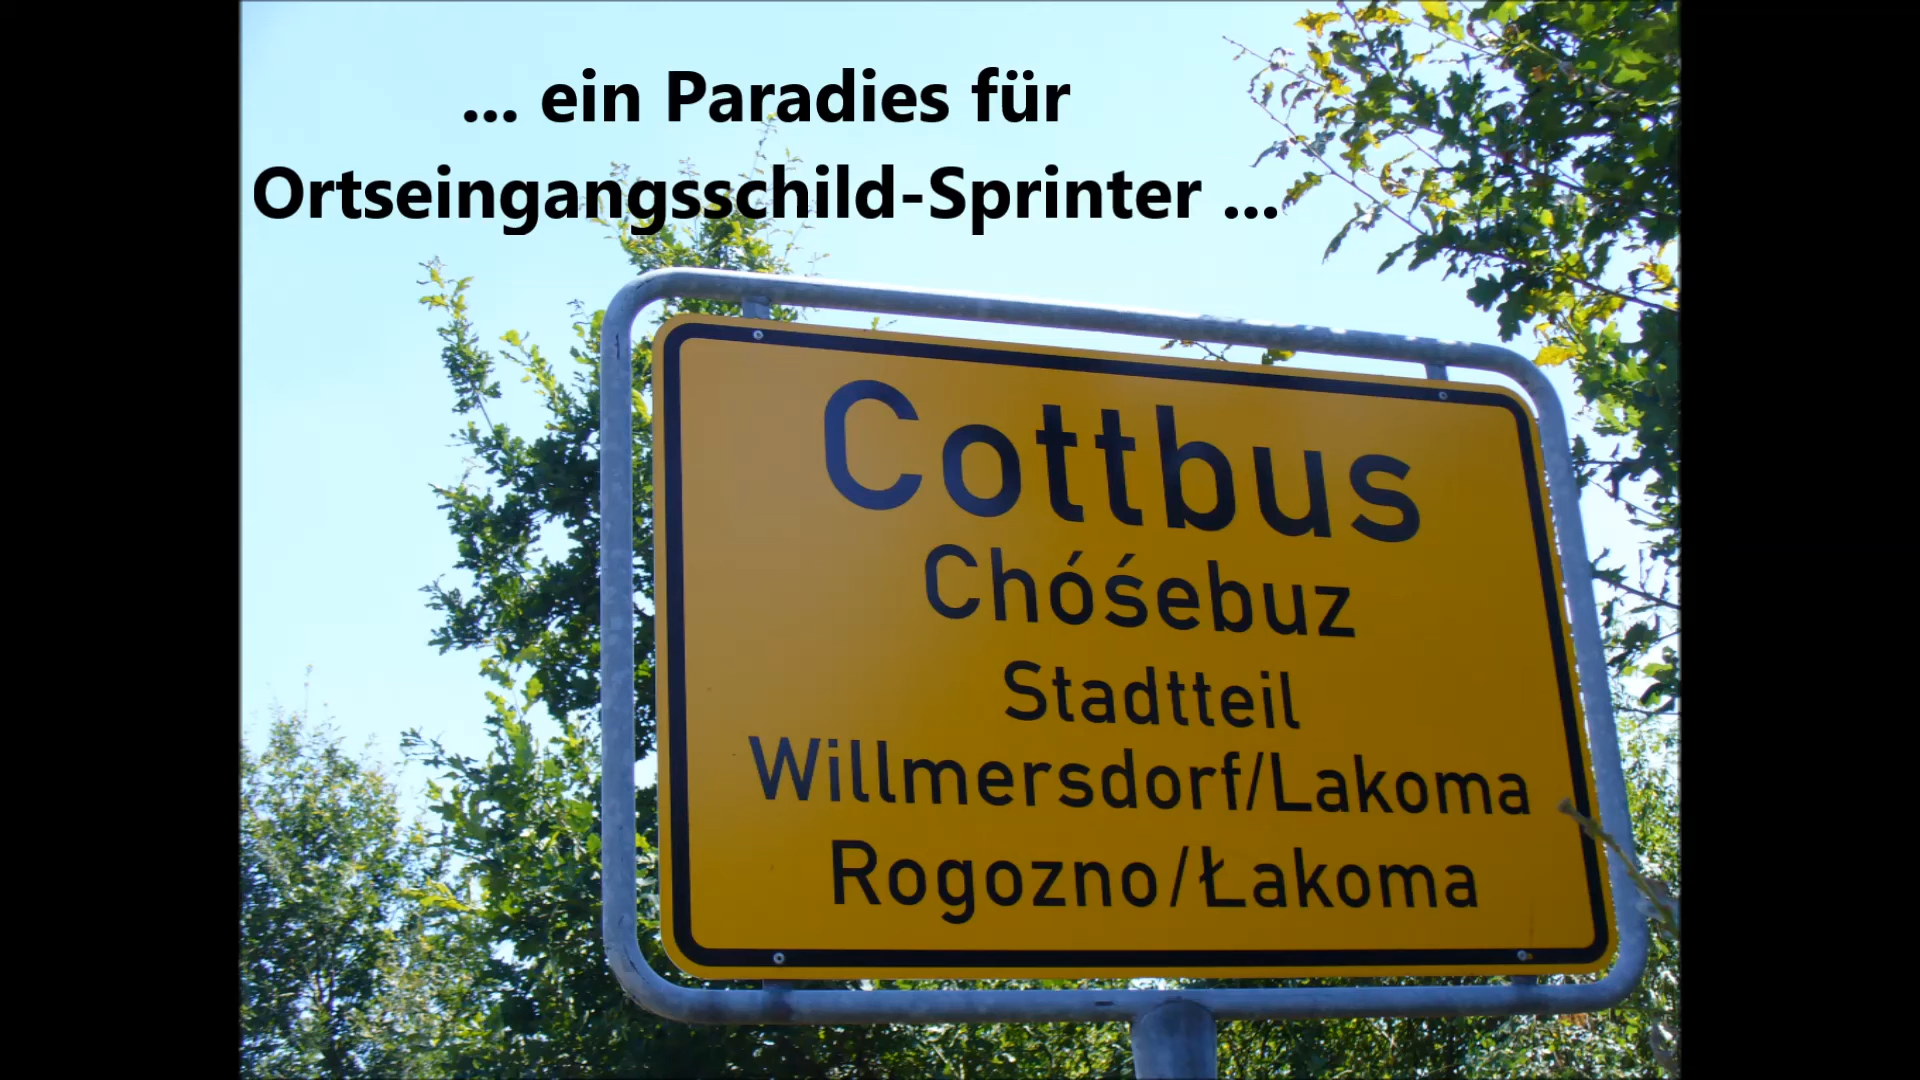 ... ein Paradies für
Ortseingangsschild-Sprinter ...
Cottbus
Chóśebuz
Stadtteil
Willmersdorf/Lakoma
Rogozno/Łakoma